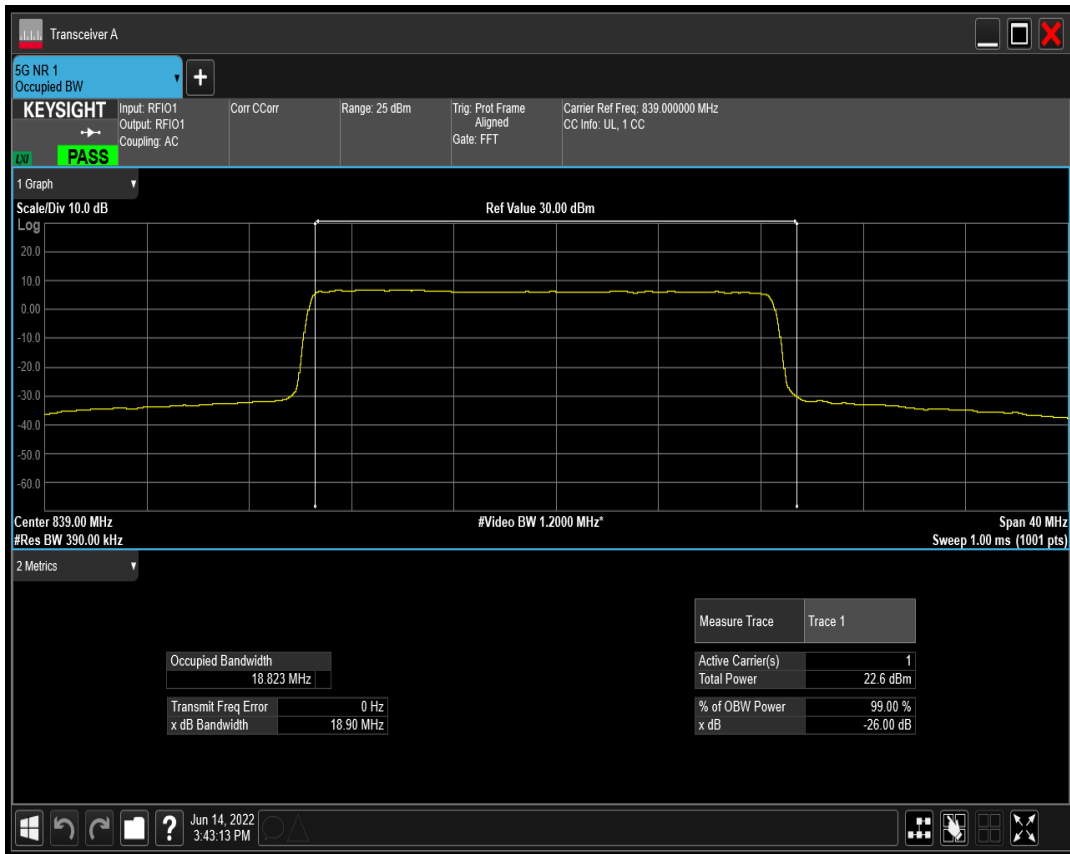 Transceiver A
5G NR 1
Occupied BW
+
KEYSIGHT
LXI
PASS
Input: RFIO1
Output: RFIO1
Coupling: AC
Corr CCorr
Range: 25 dBm
Trig: Prot Frame
Aligned
Gate: FFT
Carrier Ref Freq: 839.000000 MHz
CC Info: UL, 1 CC
1 Graph
Scale/Div 10.0 dB
Ref Value 30.00 dBm
Log
20.0
10.0
0.00
-10.0
-20.0
-30.0
-40.0
-50.0
-60.0
Center 839.00 MHz
#Video BW 1.2000 MHz*
Span 40 MHz
#Res BW 390.00 kHz
Sweep 1.00 ms (1001 pts)
2 Metrics
Measure Trace Trace 1
Occupied Bandwidth
18.823 MHz
Active Carrier(s) 1
Total Power 22.6 dBm
Transmit Freq Error 0 Hz
x dB Bandwidth 18.90 MHz
% of OBW Power 99.00 %
x dB -26.00 dB
?
Jun 14, 2022
3:43:13 PM